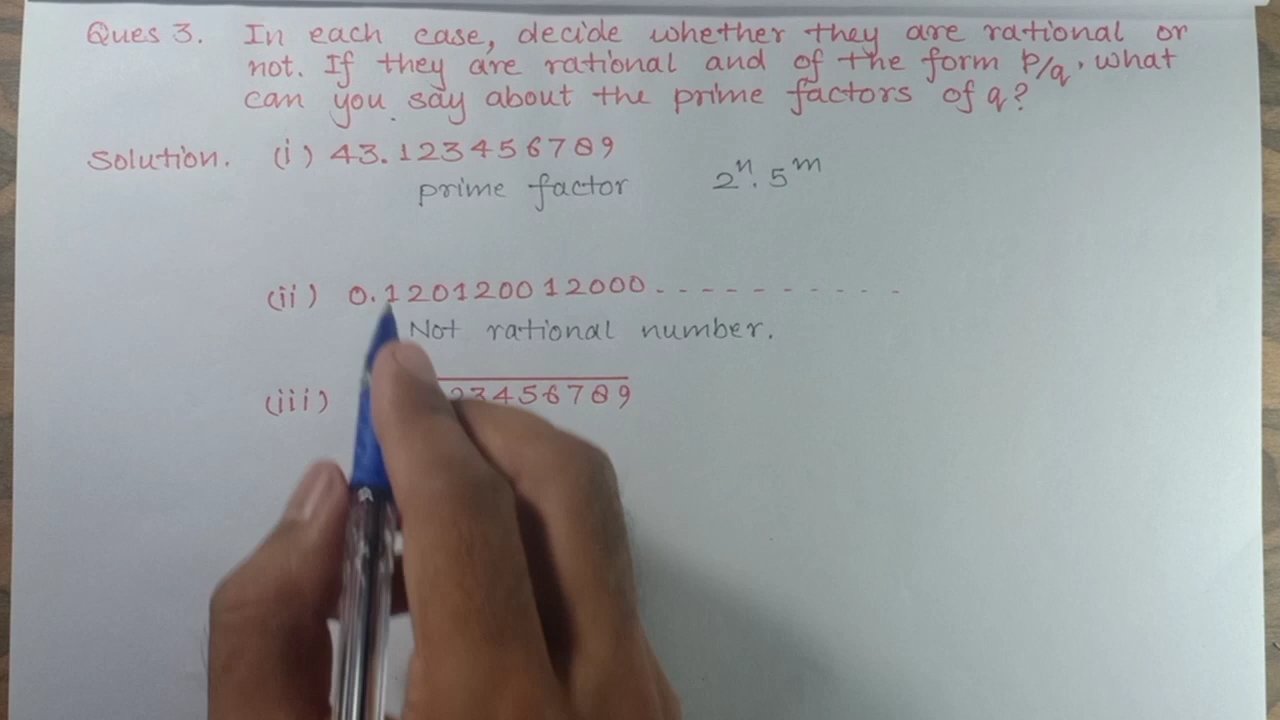 Ques 3. In each case, decide whether they are rational or
not. If they are rational and of the form p/q, what
can you say about the prime factors of q?
Solution. (i) 43.123456789
prime factor 2ⁿ. 5ᵐ
(ii) 0.120120012000 - - - - - - - - - -
Not rational number.
(iii) 23456789